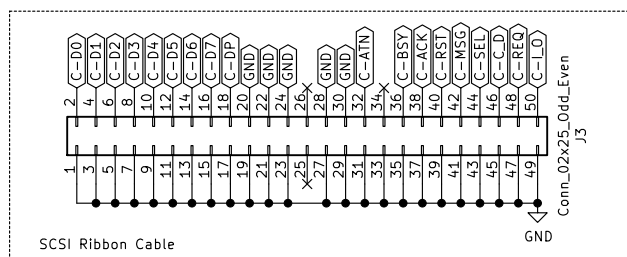 C-D0 C-D1 C-D2 C-D3 C-D4 C-D5 C-D6 C-D7 C-DP GND GND GND GND GND C-ATN C-BSY C-ACK C-RST C-MSG C-SEL C-C_D C-REQ C-I_O
2 4 6 8 10 12 14 16 18 20 22 24 26 28 30 32 34 36 38 40 42 44 46 48 50
1 3 5 7 9 11 13 15 17 19 21 23 25 27 29 31 33 35 37 39 41 43 45 47 49
Conn_02x25_Odd_Even
J3
GND
SCSI Ribbon Cable